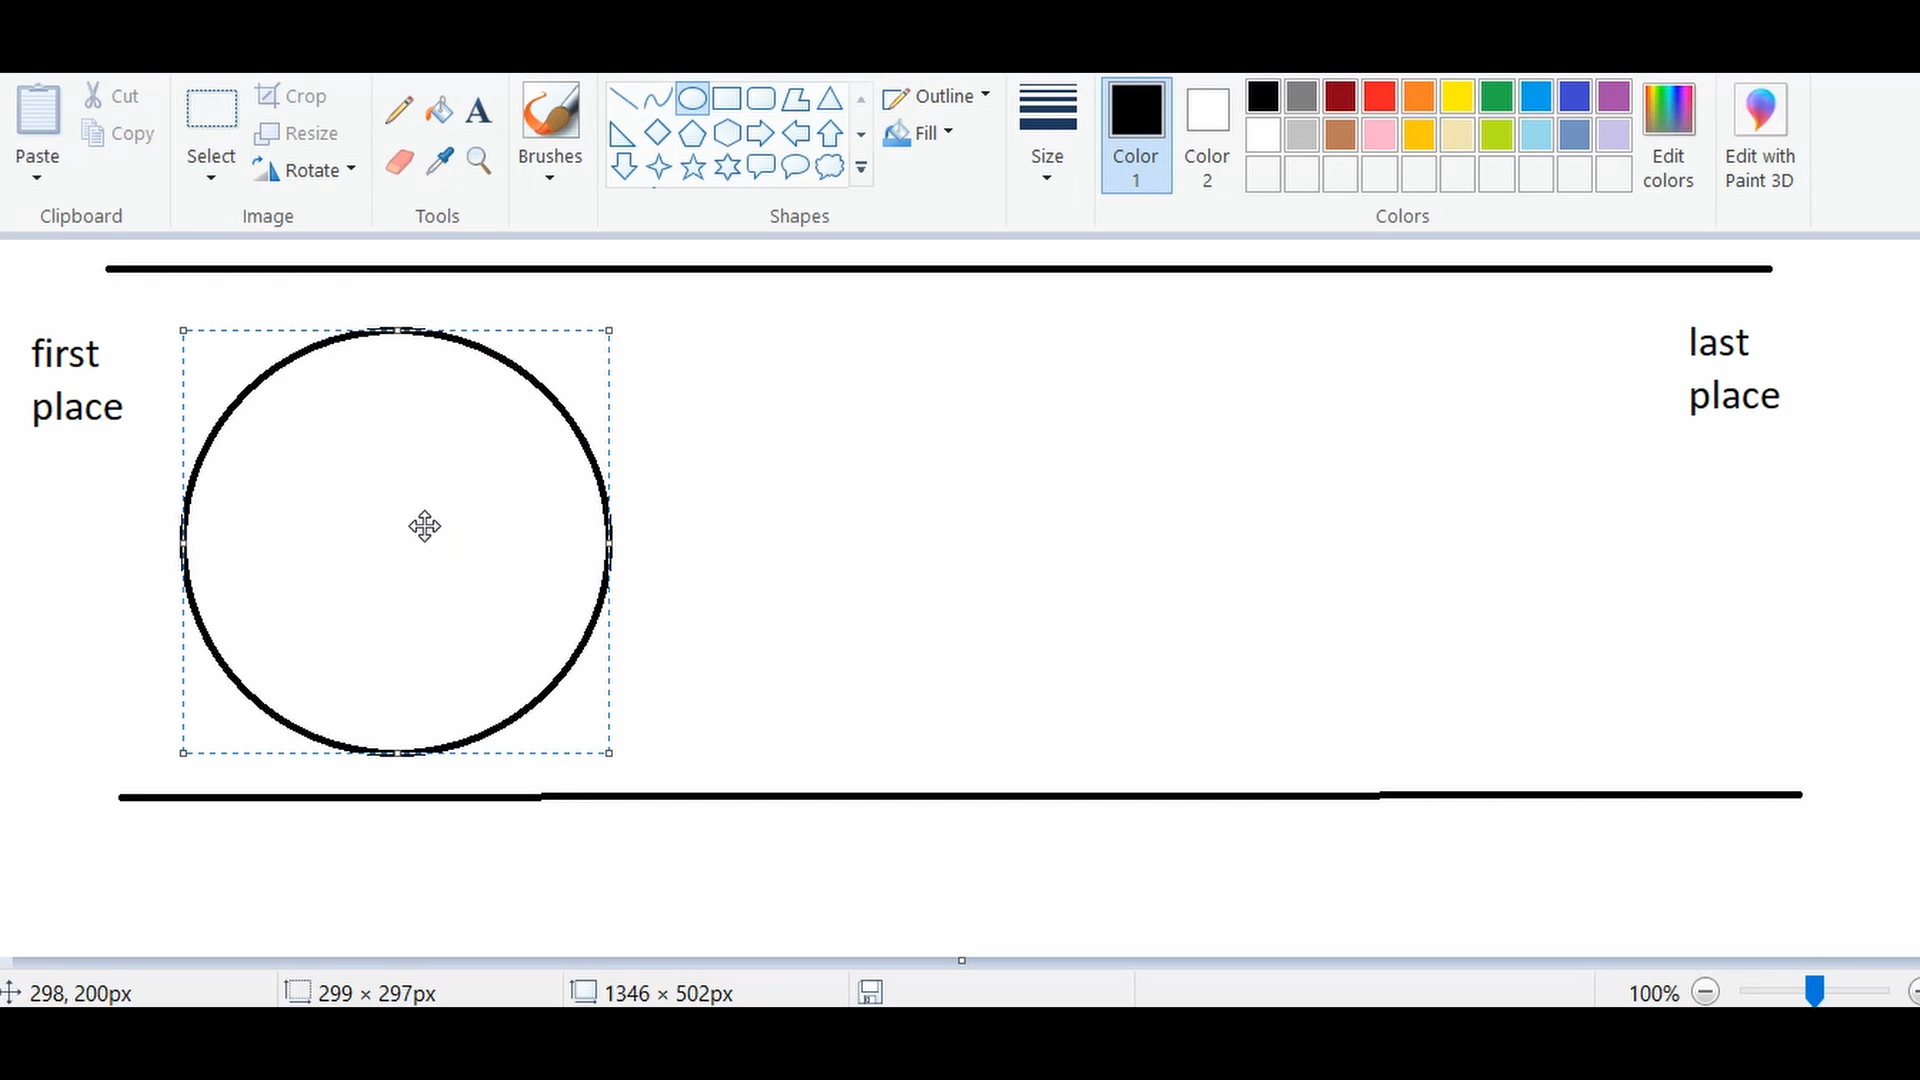 Cut
Copy
Paste
Clipboard
Select
Crop
Resize
Rotate
Image
Tools
Brushes
Outline
Fill
Shapes
Size
Color
1
Color
2
Edit
colors
Edit with
Paint 3D
Colors
first
place
last
place
298, 200px
299 × 297px
1346 × 502px
100%